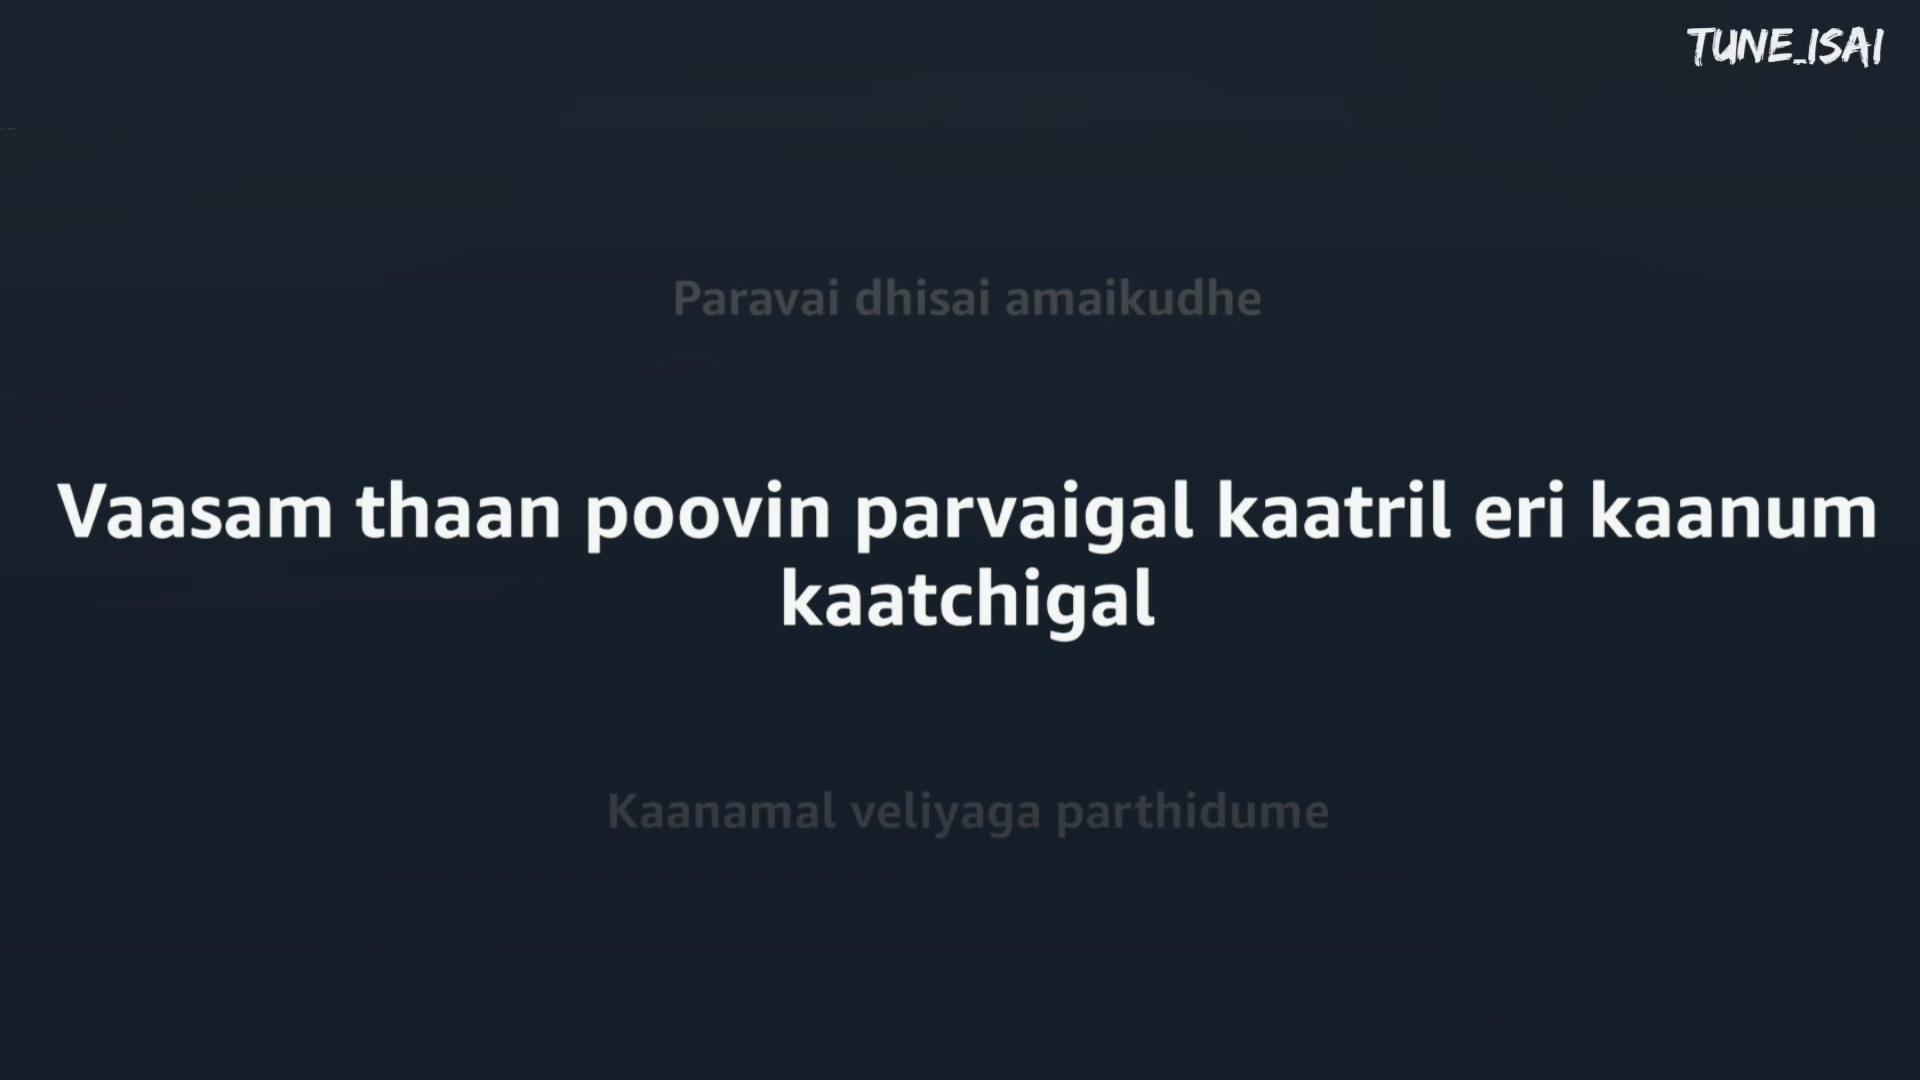 TUNE_ISAI
Paravai dhisai amaikudhe
Vaasam thaan poovin parvaigal kaatril eri kaanum
kaatchigal
Kaanamal veliyaga parthidume